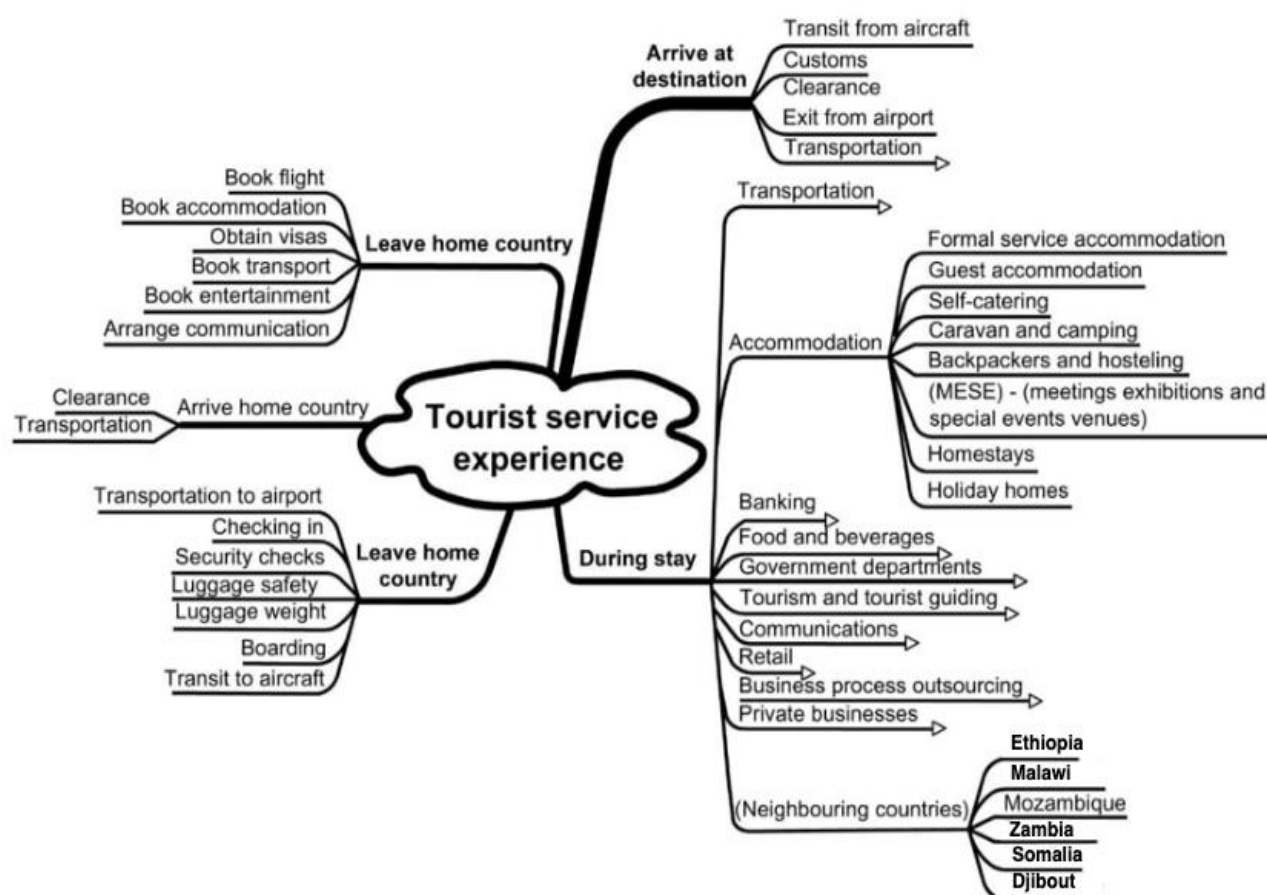 Tourist service
experience
Arrive at
destination
Transit from aircraft
Customs
Clearance
Exit from airport
Transportation
Leave home country
Book flight
Book accommodation
Obtain visas
Book transport
Book entertainment
Arrange communication
Arrive home country
Clearance
Transportation
Leave home
country
Transportation to airport
Checking in
Security checks
Luggage safety
Luggage weight
Boarding
Transit to aircraft
During stay
Transportation
Accommodation
Formal service accommodation
Guest accommodation
Self-catering
Caravan and camping
Backpackers and hosteling
(MESE) - (meetings exhibitions and
special events venues)
Homestays
Holiday homes
Banking
Food and beverages
Government departments
Tourism and tourist guiding
Communications
Retail
Business process outsourcing
Private businesses
(Neighbouring countries)
Ethiopia
Malawi
Mozambique
Zambia
Somalia
Djibout